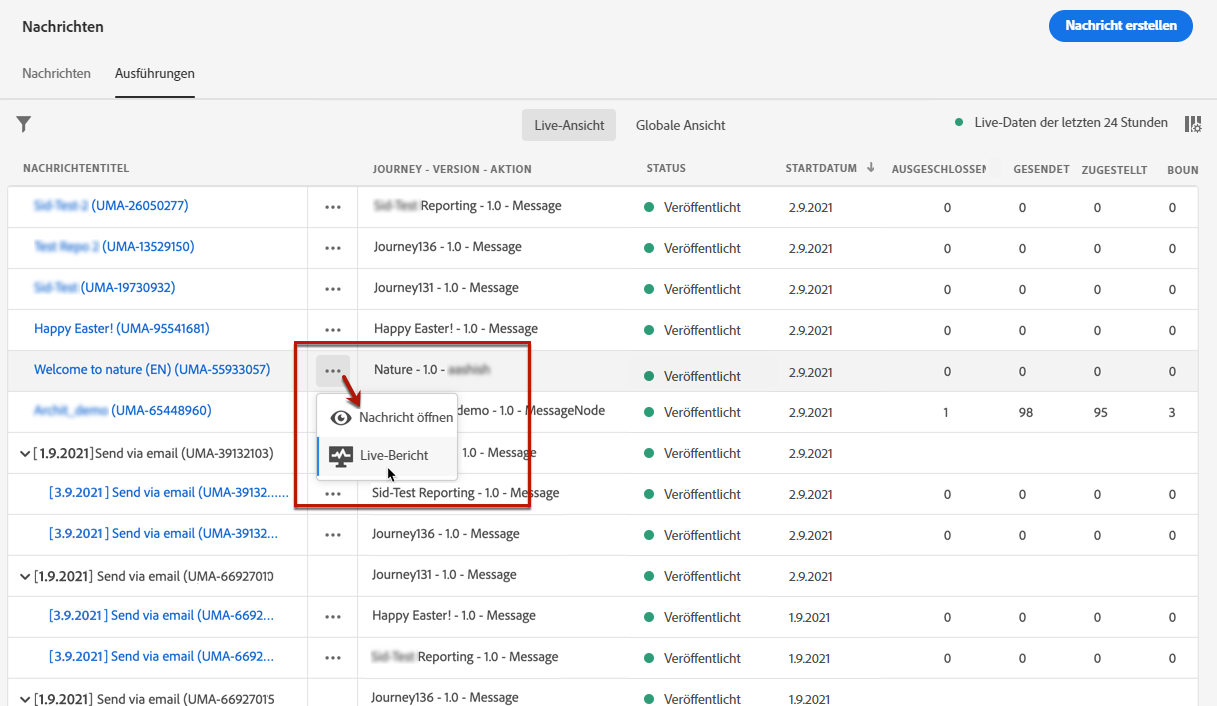 Nachrichten
Nachricht erstellen
Nachrichten Ausführungen
Live-Ansicht Globale Ansicht Live-Daten der letzten 24 Stunden
NACHRICHTENTITEL JOURNEY - VERSION - AKTION STATUS STARTDATUM ↓ AUSGESCHLOSSEN GESENDET ZUGESTELLT BOUN
(UMA-26050277) ••• Reporting - 1.0 - Message Veröffentlicht 2.9.2021 0 0 0 0
(UMA-13529150) ••• Journey136 - 1.0 - Message Veröffentlicht 2.9.2021 0 0 0 0
(UMA-19730932) ••• Journey131 - 1.0 - Message Veröffentlicht 2.9.2021 0 0 0 0
Happy Easter! (UMA-95541681) ••• Happy Easter! - 1.0 - Message Veröffentlicht 2.9.2021 0 0 0 0
Welcome to nature (EN) (UMA-55933057) ••• Nature - 1.0 - Veröffentlicht 2.9.2021 0 0 0 0
(UMA-65448960) demo - 1.0 - MessageNode Veröffentlicht 2.9.2021 1 98 95 3
Nachricht öffnen
[1.9.2021]Send via email (UMA-39132103) 1.0 - Message Veröffentlicht 2.9.2021
Live-Bericht
[3.9.2021 ] Send via email (UMA-39132...... ••• Sid-Test Reporting - 1.0 - Message Veröffentlicht 2.9.2021 0 0 0 0
[3.9.2021 ] Send via email (UMA-39132... ••• Journey136 - 1.0 - Message Veröffentlicht 2.9.2021 0 0 0 0
[1.9.2021] Send via email (UMA-66927010 Journey131 - 1.0 - Message Veröffentlicht 2.9.2021
[3.9.2021 ] Send via email (UMA-6692... ••• Happy Easter! - 1.0 - Message Veröffentlicht 1.9.2021 0 0 0 0
[3.9.2021 ] Send via email (UMA-6692... ••• Reporting - 1.0 - Message Veröffentlicht 1.9.2021 0 0 0 0
[1.9.2021] Send via email (UMA-66927015 Journey131 - 1.0 - Message Veröffentlicht 1.9.2021